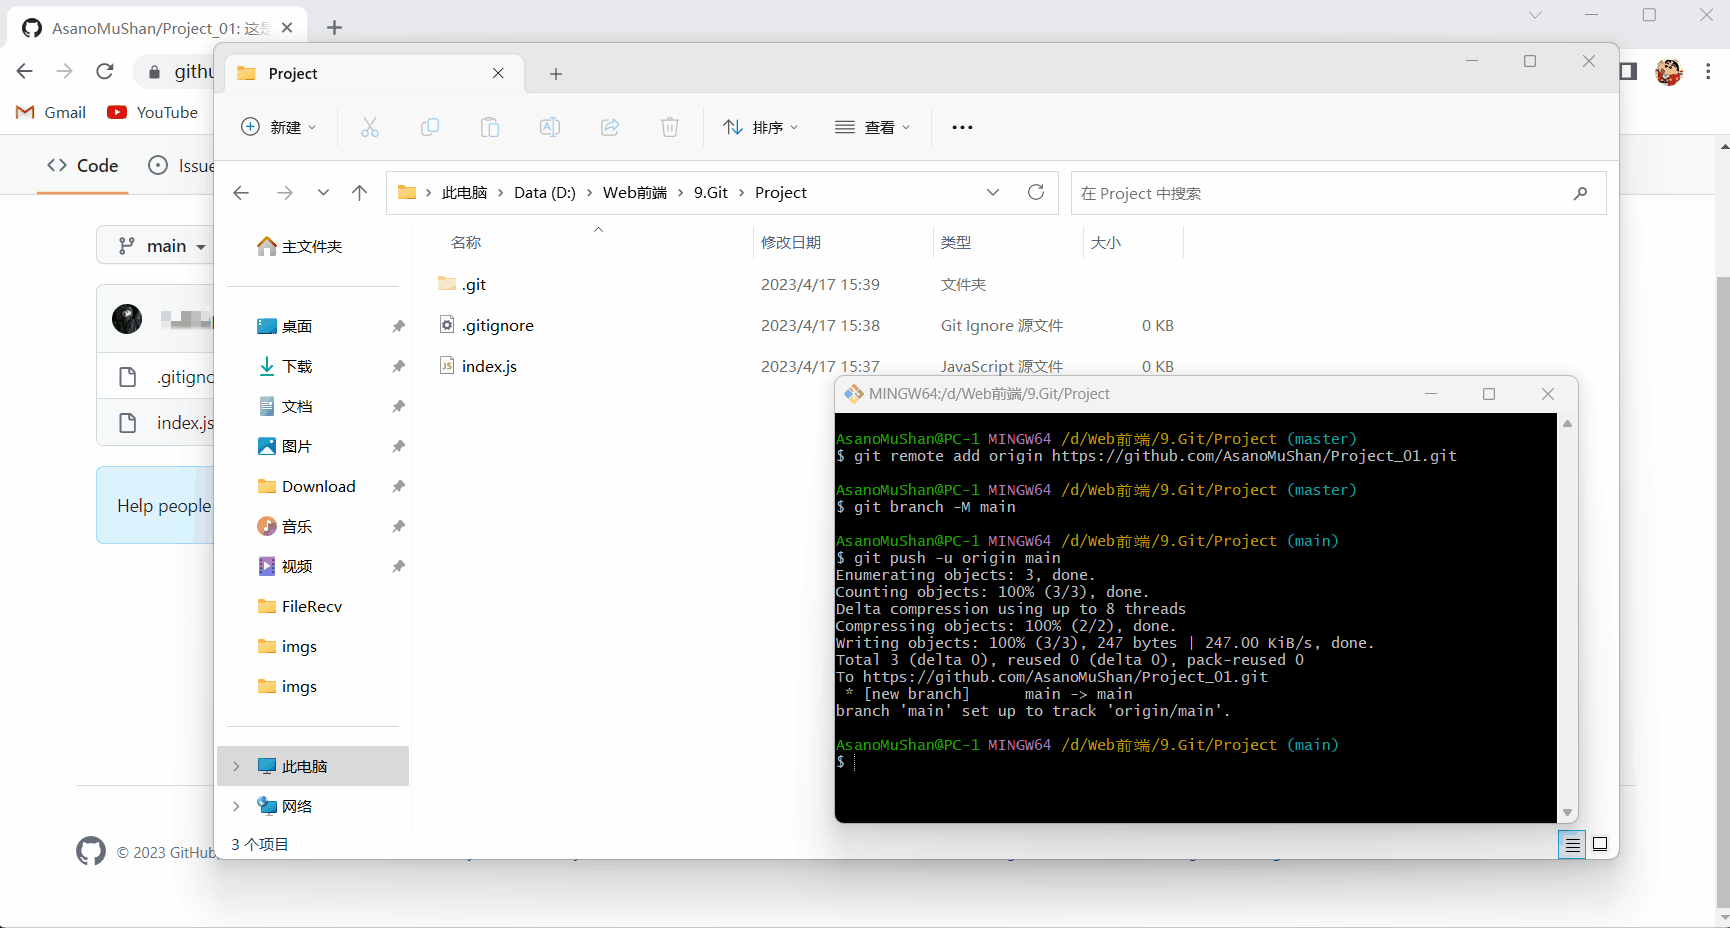 AsanoMuShan/Project_01: 这是
github
Gmail
YouTube
<> Code
Issue
main
.gitigno
index.js
Help people
© 2023 GitHub,
Project
新建
排序
查看
此电脑 > Data (D:) > Web前端 > 9.Git > Project
在 Project 中搜索
主文件夹
桌面
下载
文档
图片
Download
音乐
视频
FileRecv
imgs
imgs
此电脑
网络
名称 修改日期 类型 大小
.git 2023/4/17 15:39 文件夹
.gitignore 2023/4/17 15:38 Git Ignore 源文件 0 KB
index.js 2023/4/17 15:37 JavaScript 源文件 0 KB
3 个项目
MINGW64:/d/Web前端/9.Git/Project
AsanoMuShan@PC-1 MINGW64 /d/Web前端/9.Git/Project (master)
$ git remote add origin https://github.com/AsanoMuShan/Project_01.git
AsanoMuShan@PC-1 MINGW64 /d/Web前端/9.Git/Project (master)
$ git branch -M main
AsanoMuShan@PC-1 MINGW64 /d/Web前端/9.Git/Project (main)
$ git push -u origin main
Enumerating objects: 3, done.
Counting objects: 100% (3/3), done.
Delta compression using up to 8 threads
Compressing objects: 100% (2/2), done.
Writing objects: 100% (3/3), 247 bytes | 247.00 KiB/s, done.
Total 3 (delta 0), reused 0 (delta 0), pack-reused 0
To https://github.com/AsanoMuShan/Project_01.git
 * [new branch]      main -> main
branch 'main' set up to track 'origin/main'.
AsanoMuShan@PC-1 MINGW64 /d/Web前端/9.Git/Project (main)
$